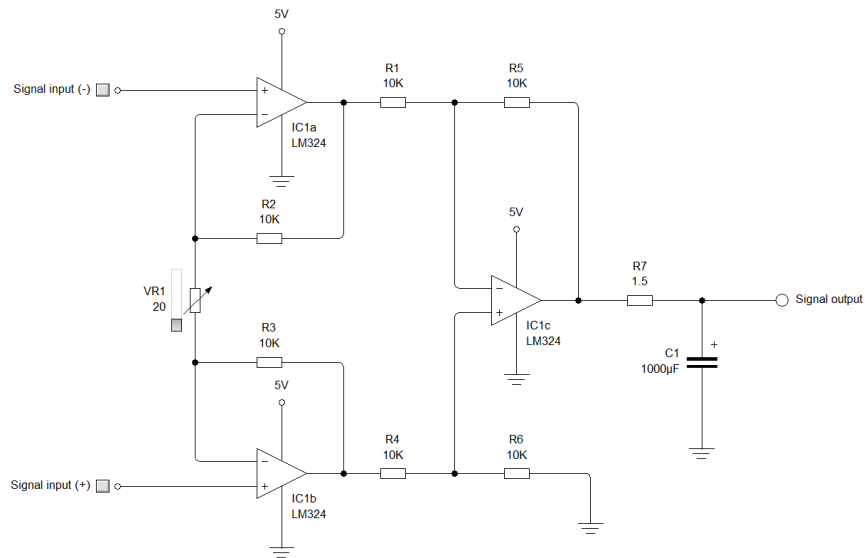 5V
Signal input (-)
IC1a
LM324
R1
10K
R5
10K
R2
10K
VR1
20
R3
10K
5V
IC1c
LM324
R7
1.5
Signal output
C1
1000µF
+
5V
Signal input (+)
IC1b
LM324
R4
10K
R6
10K